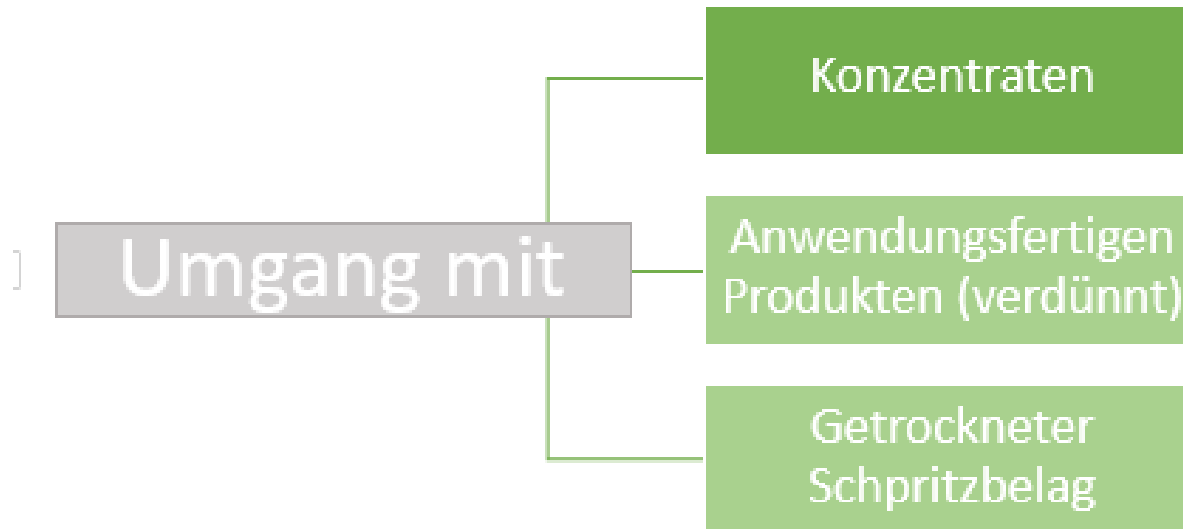 Konzentraten
Umgang mit
Anwendungsfertigen
Produkten (verdünnt)
Getrockneter
Schpritzbelag